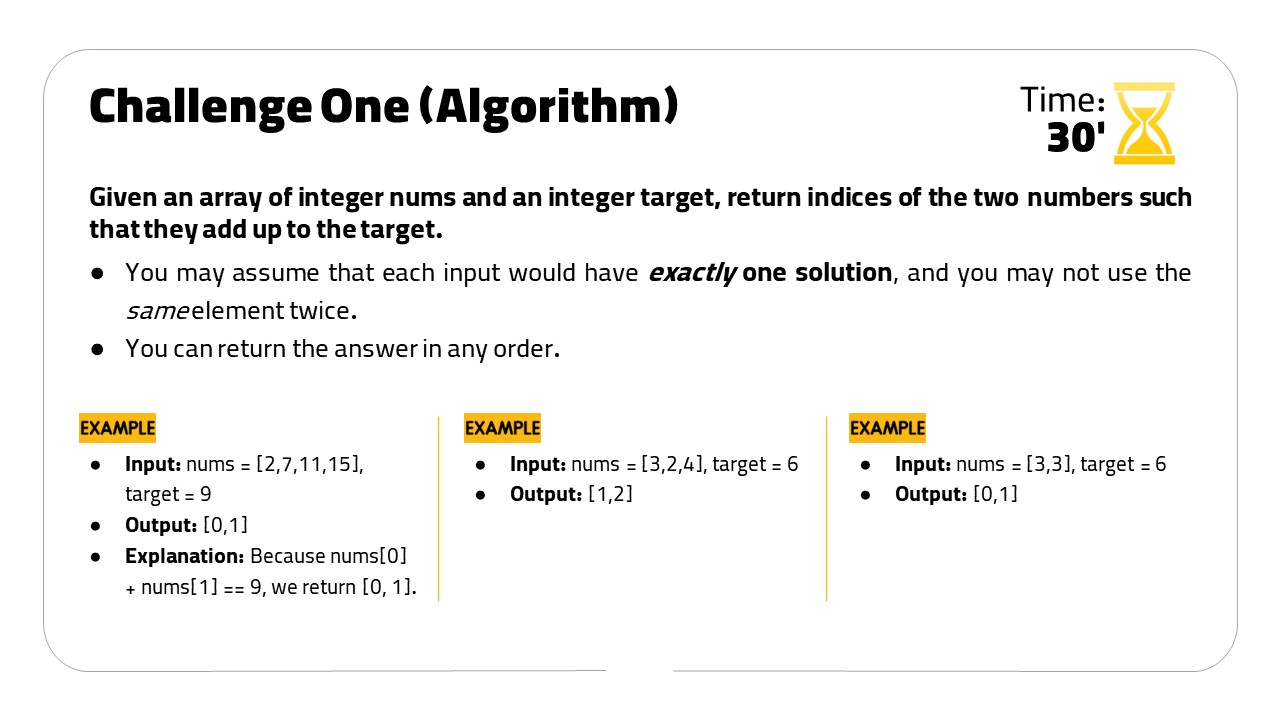 Challenge One (Algorithm)
Time:
30'
Given an array of integer nums and an integer target, return indices of the two numbers such
that they add up to the target.
● You may assume that each input would have exactly one solution, and you may not use the
same element twice.
● You can return the answer in any order.
EXAMPLE
● Input: nums = [2,7,11,15],
target = 9
● Output: [0,1]
● Explanation: Because nums[0]
+ nums[1] == 9, we return [0, 1].
EXAMPLE
● Input: nums = [3,2,4], target = 6
● Output: [1,2]
EXAMPLE
● Input: nums = [3,3], target = 6
● Output: [0,1]